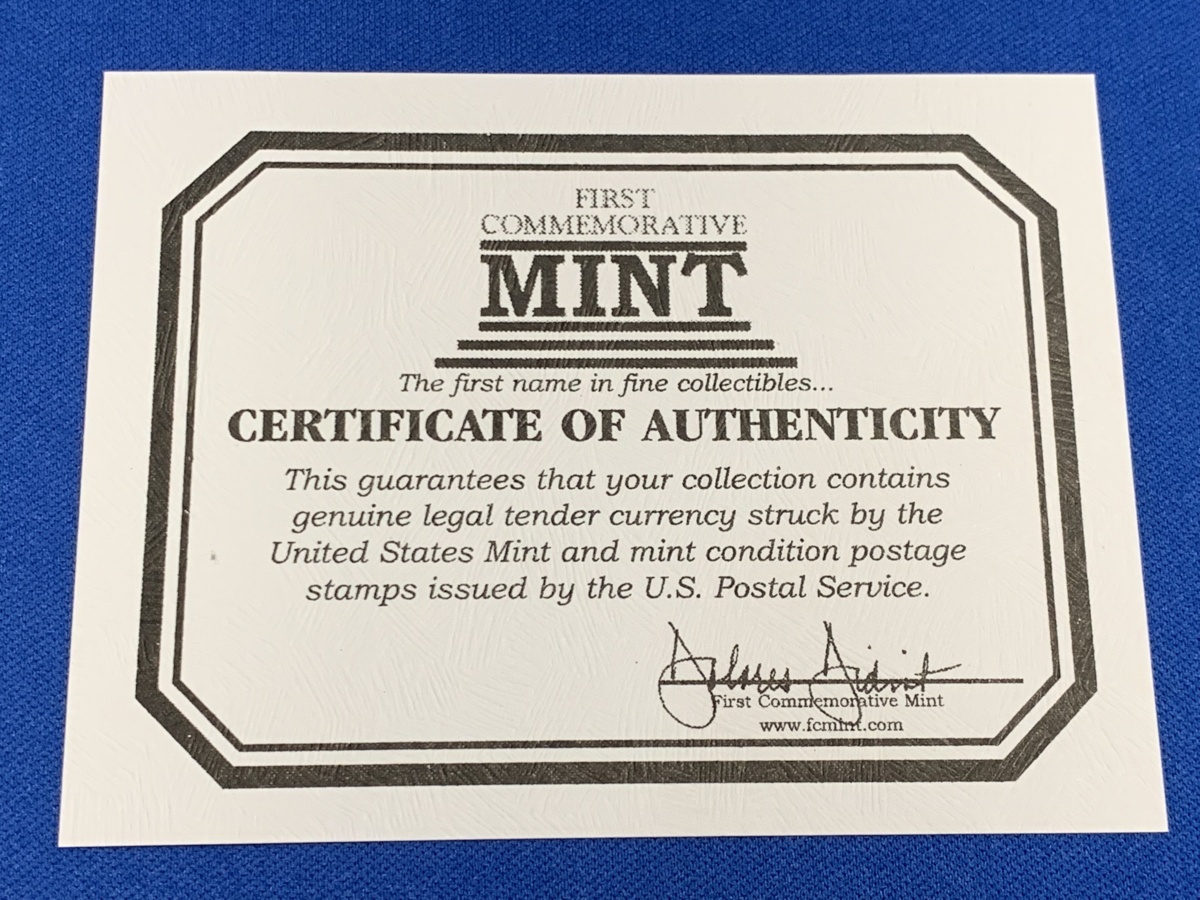 FIRST
COMMEMORATIVE
MINT
The first name in fine collectibles...
CERTIFICATE OF AUTHENTICITY
This guarantees that your collection contains
genuine legal tender currency struck by the
United States Mint and mint condition postage
stamps issued by the U.S. Postal Service.
Dolores
First Commemorative Mint
www.fcmint.com